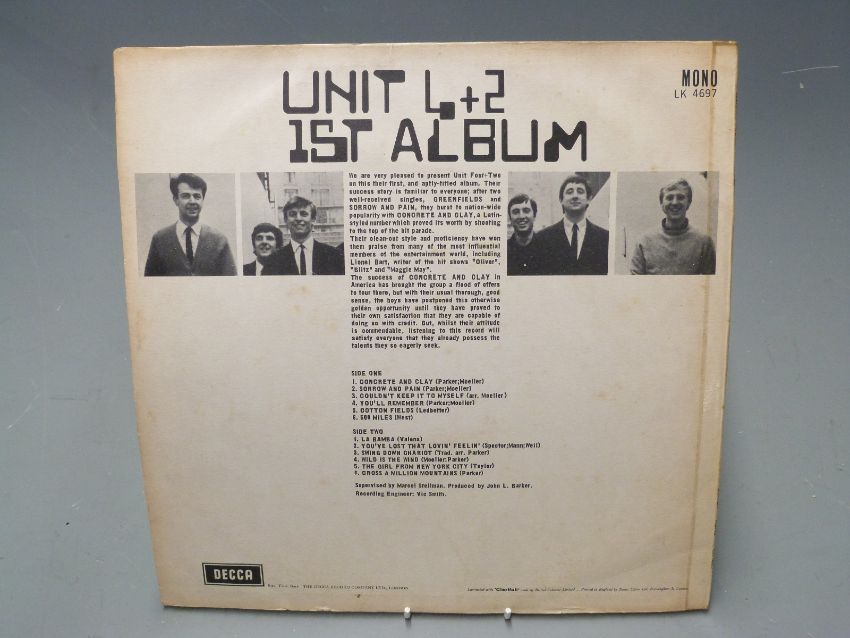 UNIT 4+2
1ST ALBUM
MONO
LK 4697
We are very pleased to present Unit Four-Two
on this their first, and aptly-titled album. Their
success story is familiar to everyone; after two
well-received singles, GREENFIELDS and
SORROW AND PAIN, they burst to nation-wide
popularity with CONCRETE AND CLAY, a Latin-
styled number which proved its worth by shooting
to the top of the hit parade.
Their clean-cut style and proficiency have won
them praise from many of the most influential
members of the entertainment world, including
Lionel Bart, writer of the hit shows "Oliver",
"Blitz" and "Maggie May".
The success of CONCRETE AND CLAY in
America has brought the group a flood of offers
to tour there, but with their usual thorough, good
sense, the boys have postponed this otherwise
golden opportunity until they have proved to
their own satisfaction that they are capable of
doing so with credit. But, whilst their attitude
is commendable, listening to this record will
satisfy everyone that they already possess the
talents they so eagerly seek.
SIDE ONE
1. CONCRETE AND CLAY (Parker;Moeller)
2. SORROW AND PAIN (Parker;Moeller)
3. COULDN'T KEEP IT TO MYSELF (arr. Moeller)
4. YOU'LL REMEMBER (Parker;Moeller)
5. COTTON FIELDS (Ledbetter)
6. 500 MILES (West)
SIDE TWO
1. LA BAMBA (Valens)
2. YOU'VE LOST THAT LOVIN' FEELIN' (Spector;Mann;Weil)
3. SWING DOWN CHARIOT (Trad. arr. Parker)
4. WILD IS THE WIND (Moeller;Parker)
5. THE GIRL FROM NEW YORK CITY (Taylor)
6. CROSS A MILLION MOUNTAINS (Parker)
Supervised by Marcel Stellman. Produced by John L. Barker.
Recording Engineer: Vic Smith.
DECCA
THE DECCA RECORD COMPANY LTD., LONDON
Laminated with "Clarifoil"